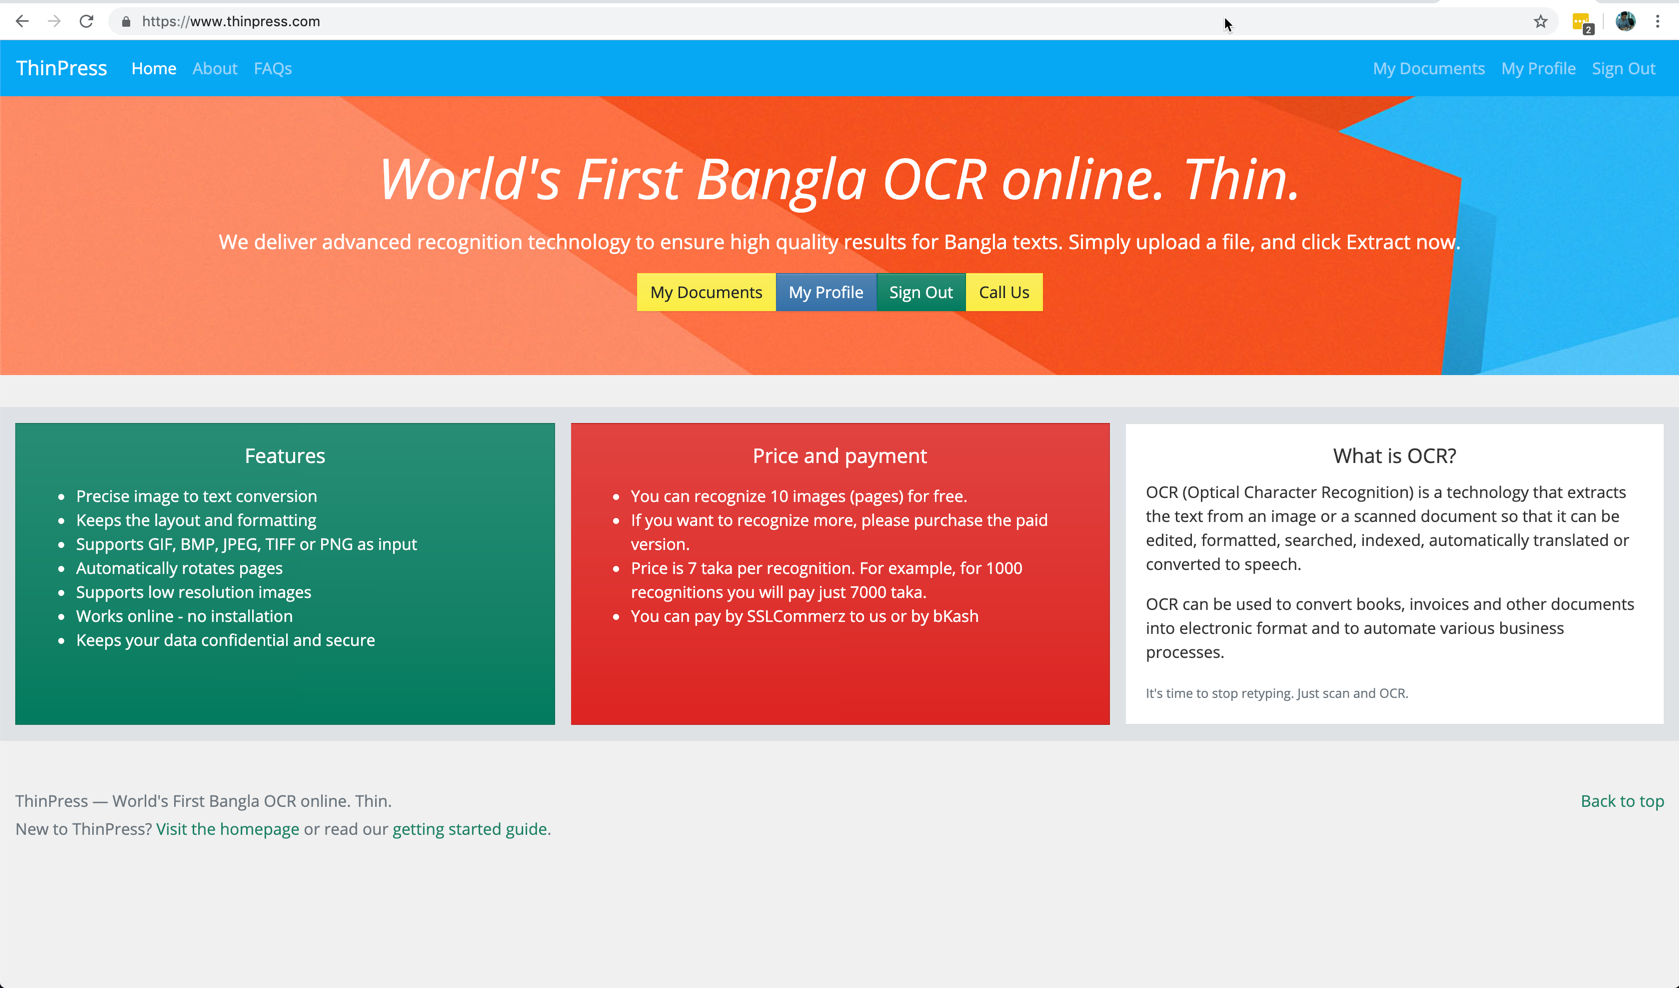 https://www.thinpress.com
2
ThinPress Home About FAQs My Documents My Profile Sign Out
World's First Bangla OCR online. Thin.
We deliver advanced recognition technology to ensure high quality results for Bangla texts. Simply upload a file, and click Extract now.
My Documents My Profile Sign Out Call Us
Features
Precise image to text conversion
Keeps the layout and formatting
Supports GIF, BMP, JPEG, TIFF or PNG as input
Automatically rotates pages
Supports low resolution images
Works online - no installation
Keeps your data confidential and secure
Price and payment
You can recognize 10 images (pages) for free.
If you want to recognize more, please purchase the paid
version.
Price is 7 taka per recognition. For example, for 1000
recognitions you will pay just 7000 taka.
You can pay by SSLCommerz to us or by bKash
What is OCR?
OCR (Optical Character Recognition) is a technology that extracts
the text from an image or a scanned document so that it can be
edited, formatted, searched, indexed, automatically translated or
converted to speech.
OCR can be used to convert books, invoices and other documents
into electronic format and to automate various business
processes.
It's time to stop retyping. Just scan and OCR.
ThinPress — World's First Bangla OCR online. Thin.
Back to top
New to ThinPress? Visit the homepage or read our getting started guide.